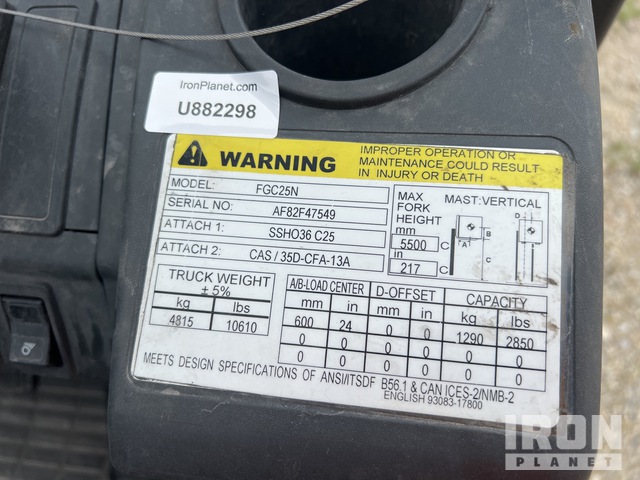 IronPlanet.com
U882298
WARNING
IMPROPER OPERATION OR
MAINTENANCE COULD RESULT
IN INJURY OR DEATH
MODEL: FGC25N
SERIAL NO: AF82F47549
ATTACH 1: SSHO36 C25
ATTACH 2: CAS / 35D-CFA-13A
MAX
FORK
HEIGHT
mm
5500 C
in
217 C
MAST: VERTICAL
D
B
A
C
TRUCK WEIGHT
± 5%
kg lbs
4815 10610
A/B-LOAD CENTER D-OFFSET CAPACITY
mm in mm in kg lbs
600 24 0 0 1290 2850
0 0 0 0 0 0
0 0 0 0 0 0
MEETS DESIGN SPECIFICATIONS OF ANSI/ITSDF B56.1 & CAN ICES-2/NMB-2
ENGLISH 93083-17800
IRON
PLANET